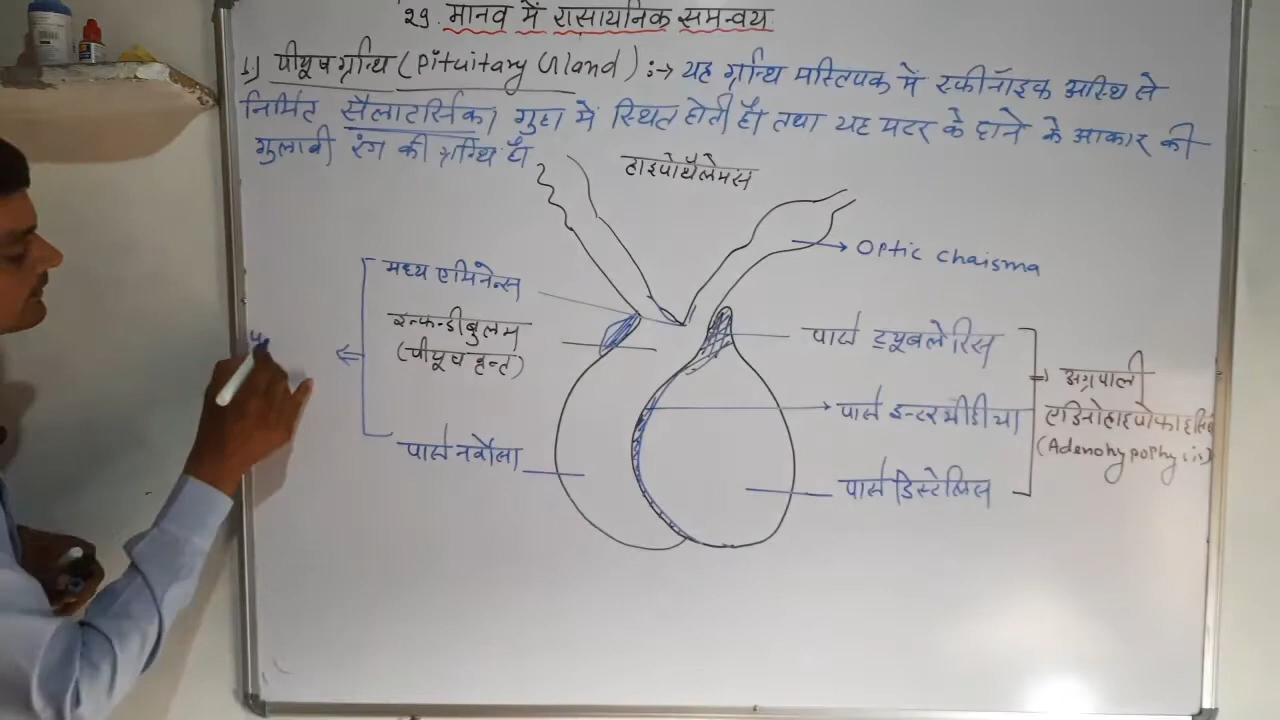 29. मानव में रासायनिक समन्वय
1) पीयूष ग्रन्थि (Pituitary Gland) :→ यह ग्रन्थि मस्तिष्क में स्फीनॉइक अस्थि से
निर्मित सैलाटर्सिका गुहा में स्थित होती है। तथा यह मटर के दाने के आकार की
गुलाबी रंग की ग्रन्थि है।
हाइपोथैलेमस
Optic chaisma
मध्य एमिनेन्स
इन्फन्डीबुलम
(पीयूष वृन्त)
पार्स नर्वोसा
पार्स ट्यूबलेरिस
पार्स इन्टरमीडीया
पार्स डिस्टेलिस
अग्रपाली
एडिनोहाइपोफाइसिस
(Adenohypophysis)